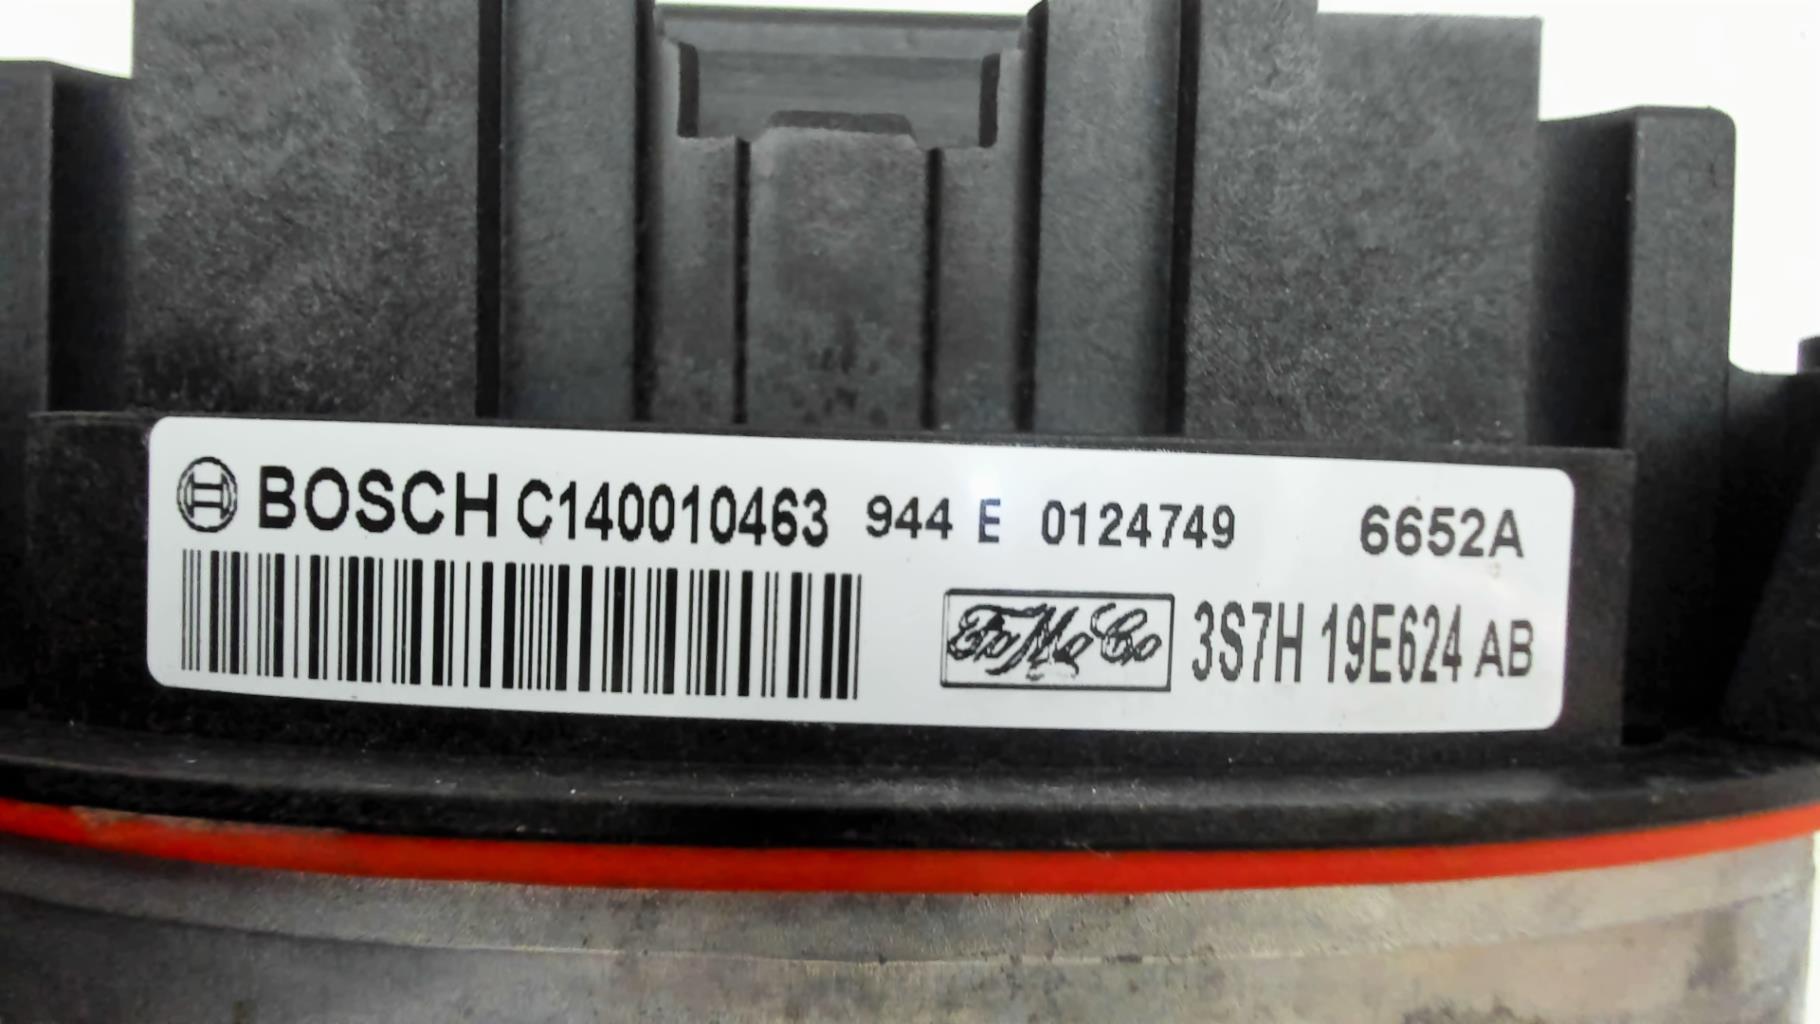 BOSCH C140010463 944 E 0124749 6652A
FoMoCo 3S7H 19E624 AB